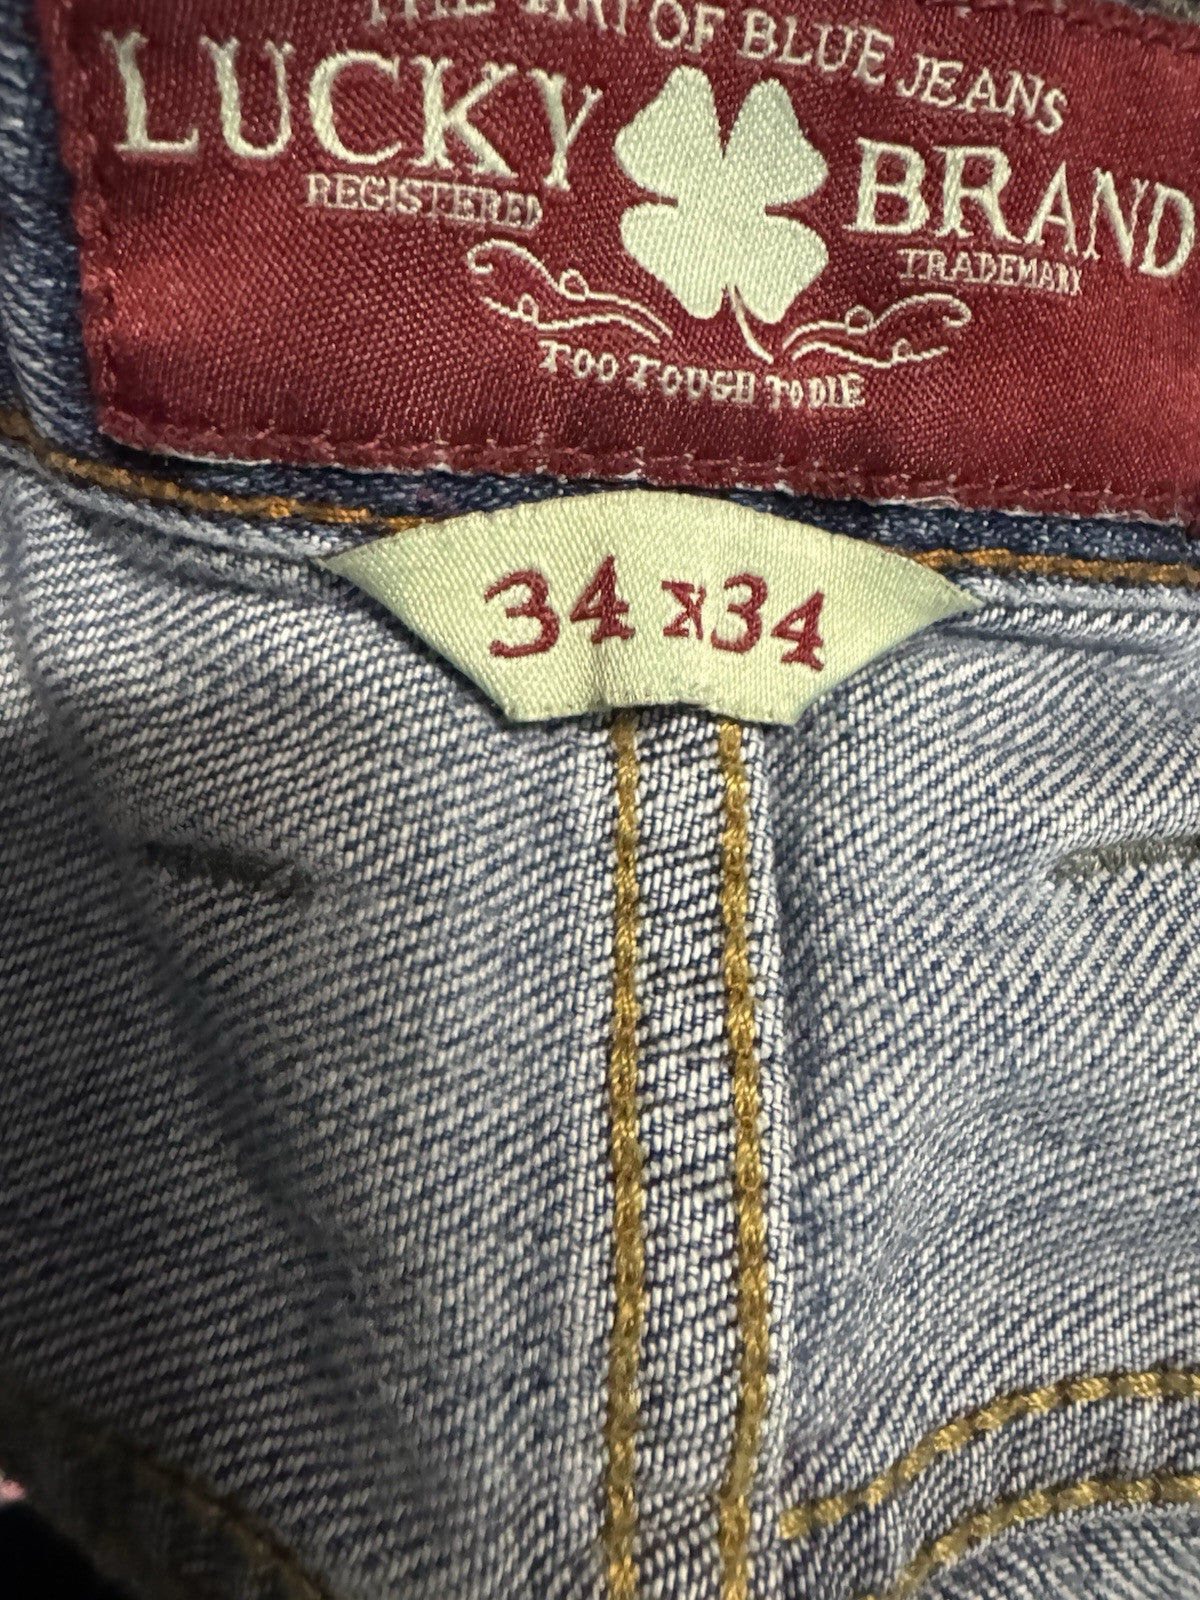 THE ART OF BLUE JEANS
LUCKY BRAND
REGISTERED TRADEMARK
TOO TOUGH TO DIE
34 x 34